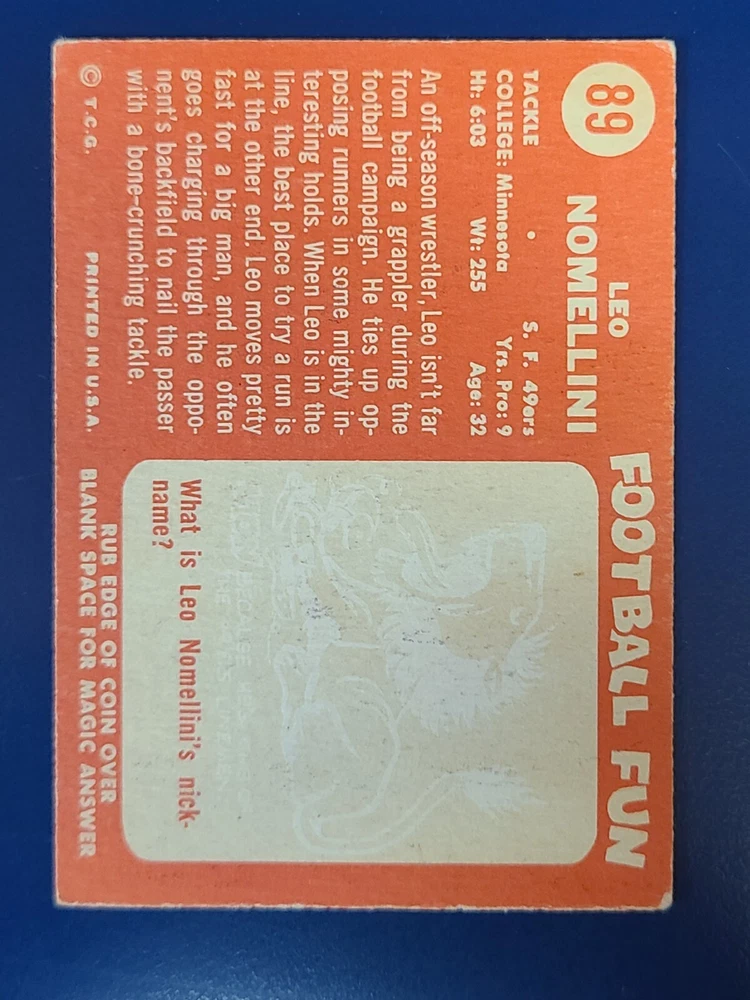 89
LEO
NOMELLINI
TACKLE • S. F. 49ers
COLLEGE: Minnesota Yrs. Pro: 9
Ht: 6-03 Wt: 255 Age: 32
An off-season wrestler, Leo isn't far
from being a grappler during the
football campaign. He ties up op-
posing runners in some mighty in-
teresting holds. When Leo is in the
line, the best place to try a run is
at the other end. Leo moves pretty
fast for a big man, and he often
goes charging through the oppo-
nent's backfield to nail the passer
with a bone-crunching tackle.
© T.C.G. PRINTED IN U.S.A.
FOOTBALL FUN
BECAUSE
THE
What is Leo Nomellini's nick-
name?
RUB EDGE OF COIN OVER
BLANK SPACE FOR MAGIC ANSWER